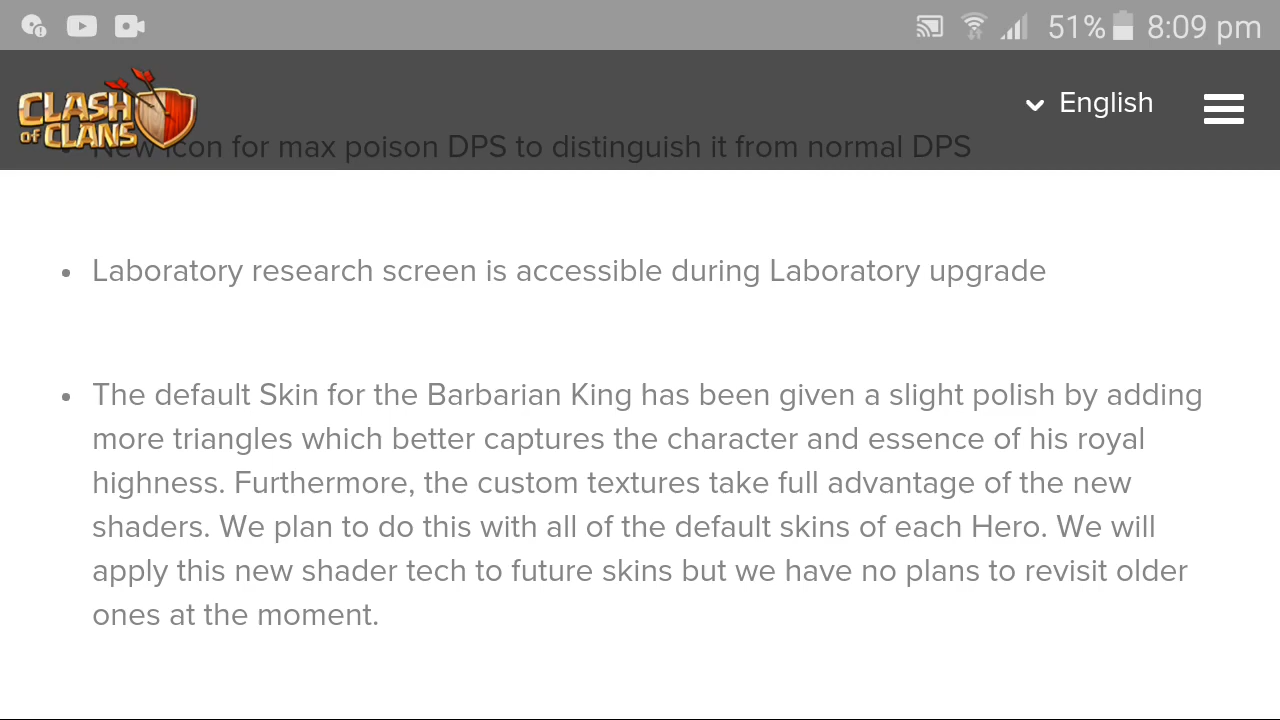 51% 8:09 pm
CLASH of CLANS
English
• New icon for max poison DPS to distinguish it from normal DPS
• Laboratory research screen is accessible during Laboratory upgrade
• The default Skin for the Barbarian King has been given a slight polish by adding
more triangles which better captures the character and essence of his royal
highness. Furthermore, the custom textures take full advantage of the new
shaders. We plan to do this with all of the default skins of each Hero. We will
apply this new shader tech to future skins but we have no plans to revisit older
ones at the moment.